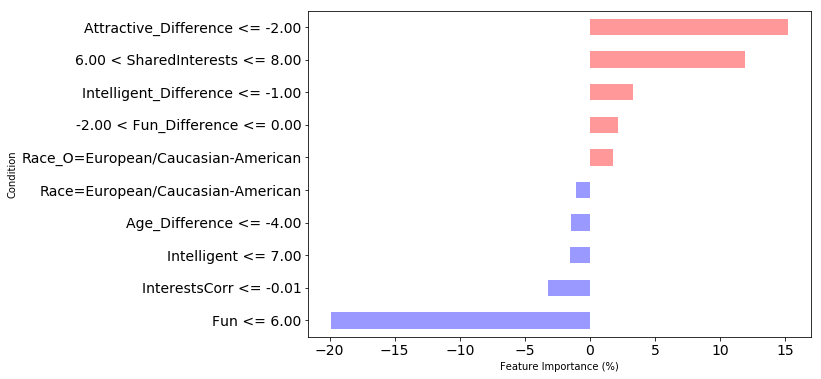 Attractive_Difference <= -2.00
6.00 < SharedInterests <= 8.00
Intelligent_Difference <= -1.00
-2.00 < Fun_Difference <= 0.00
Race_O=European/Caucasian-American
Race=European/Caucasian-American
Age_Difference <= -4.00
Intelligent <= 7.00
InterestsCorr <= -0.01
Fun <= 6.00
Condition
−20 −15 −10 −5 0 5 10 15
Feature Importance (%)